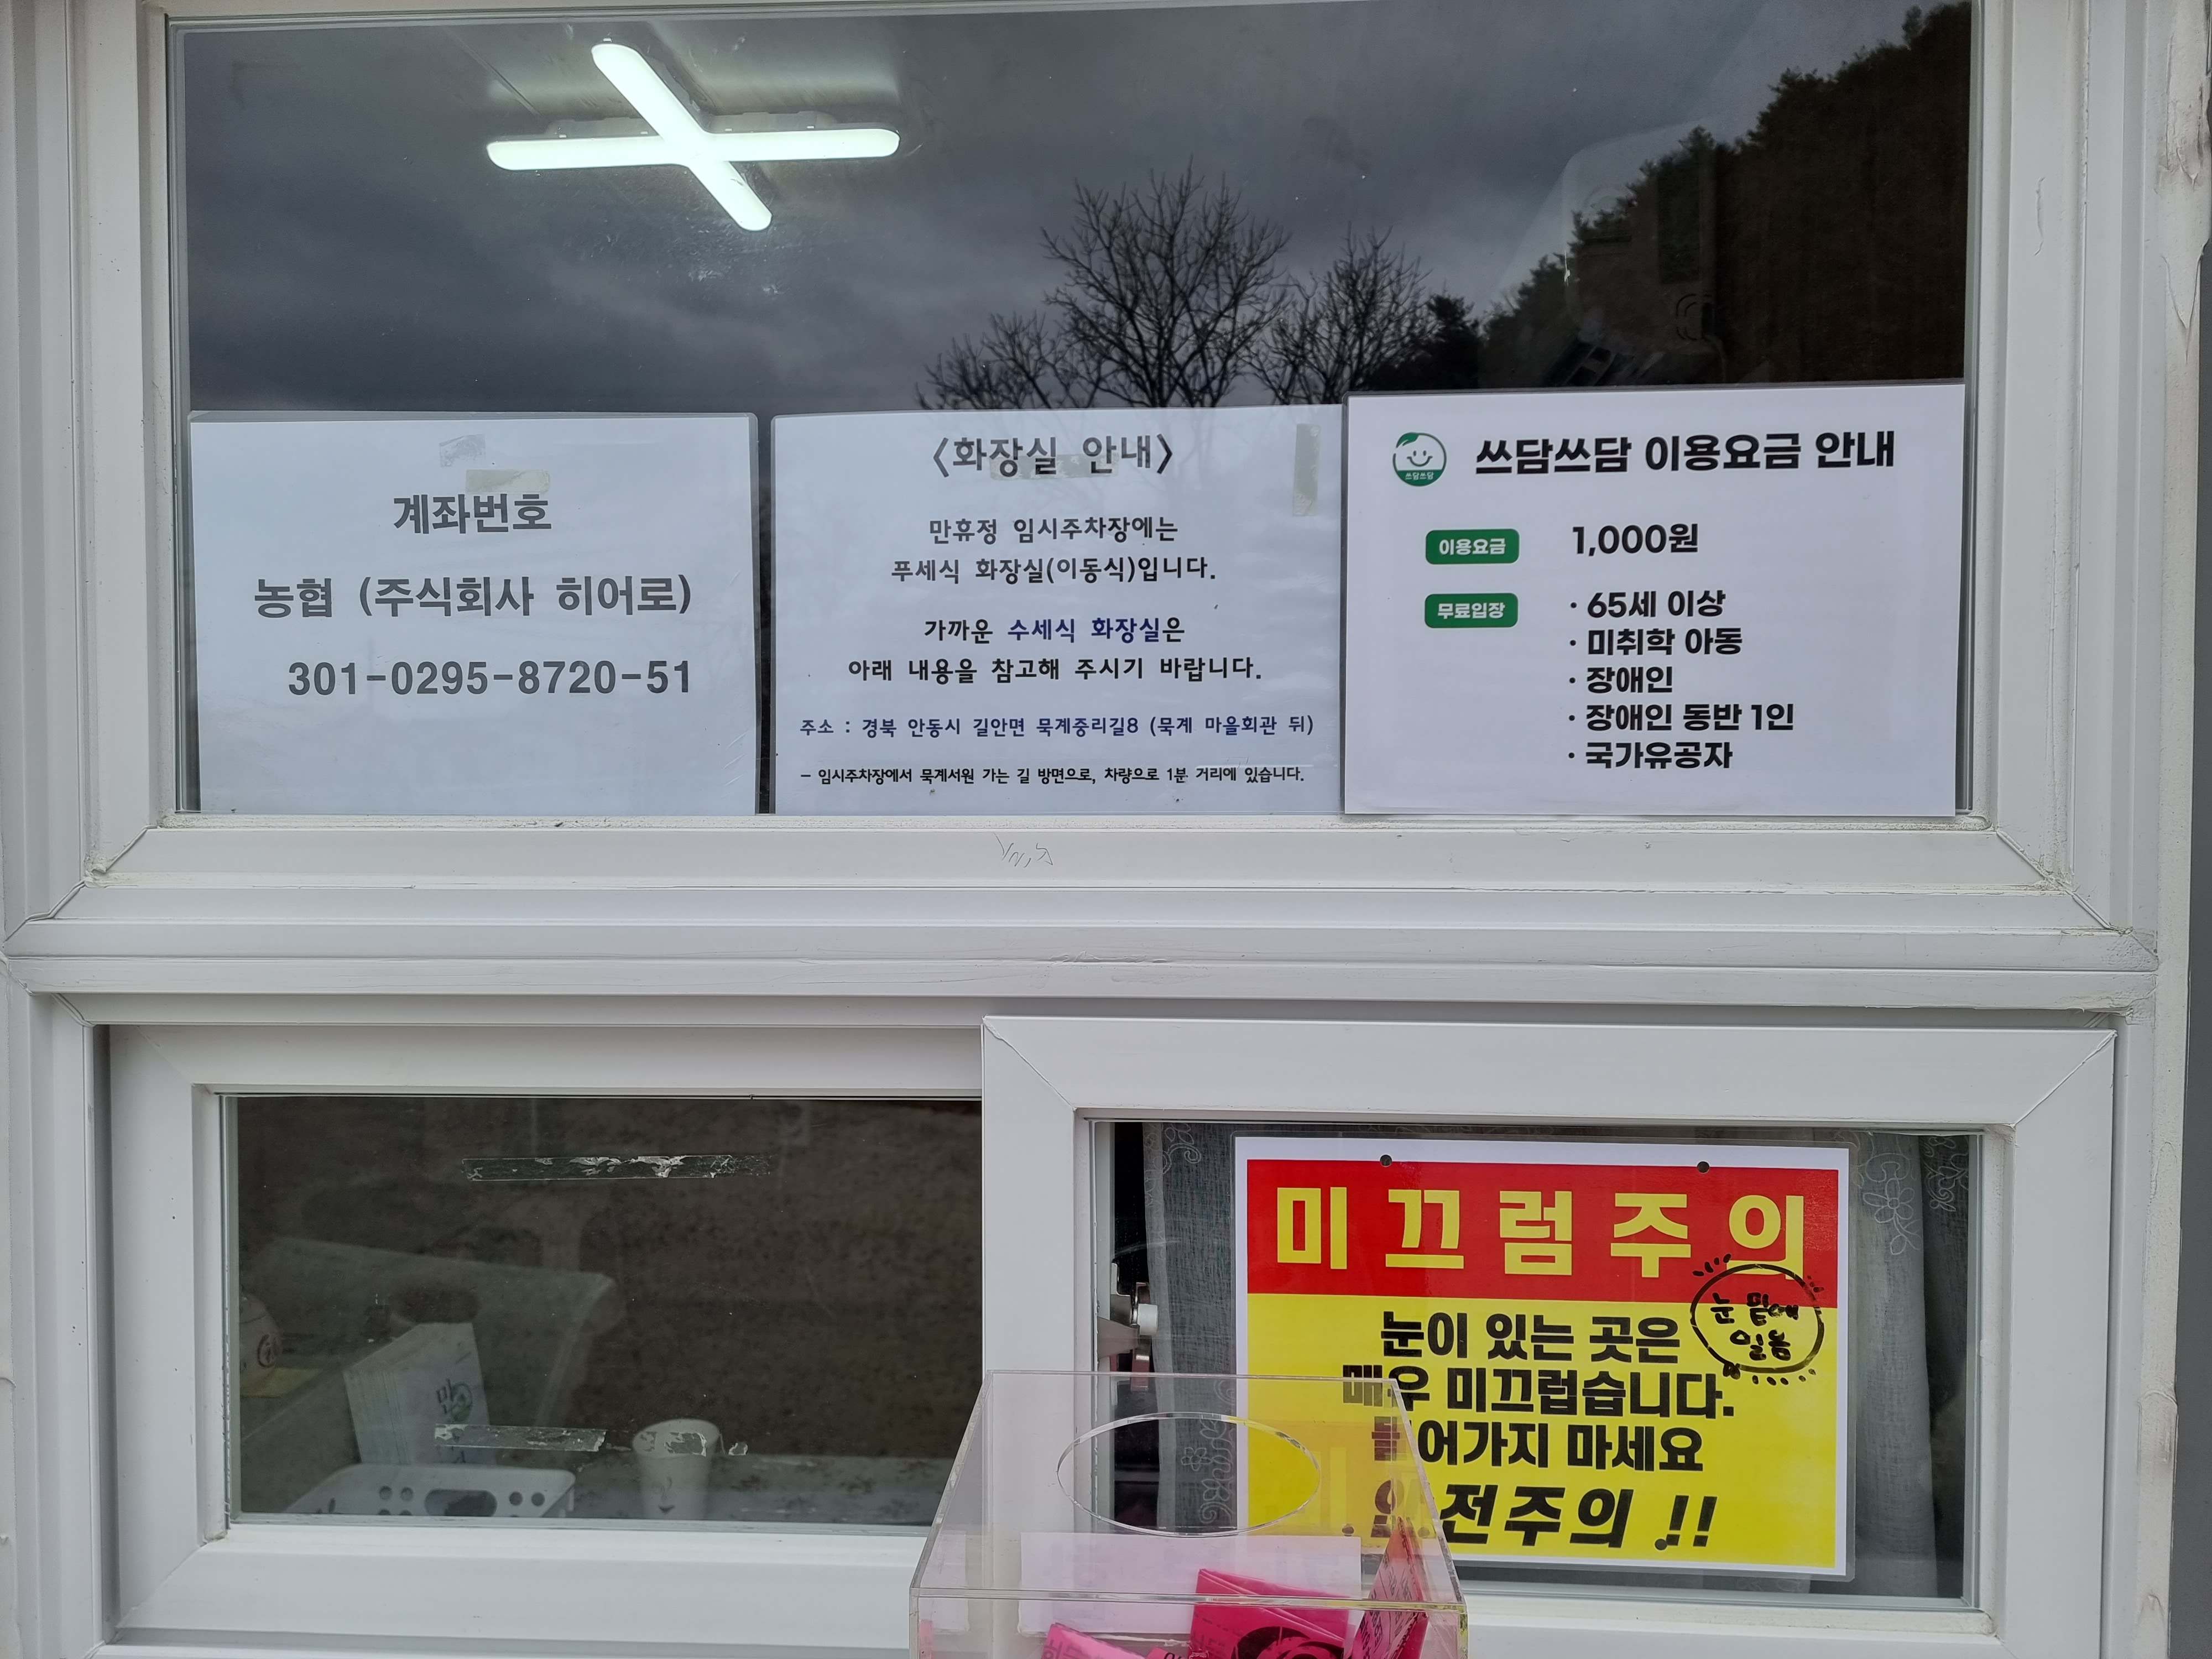 계좌번호
농협 (주식회사 히어로)
301-0295-8720-51
<화장실 안내>
만휴정 임시주차장에는
푸세식 화장실(이동식)입니다.
가까운 수세식 화장실은
아래 내용을 참고해 주시기 바랍니다.
주소 : 경북 안동시 길안면 묵계중리길8 (묵계 마을회관 뒤)
- 임시주차장에서 묵계서원 가는 길 방면으로, 차량으로 1분 거리에 있습니다.
쓰담쓰담
쓰담쓰담 이용요금 안내
이용요금
1,000원
무료입장
· 65세 이상
· 미취학 아동
· 장애인
· 장애인 동반 1인
· 국가유공자
미끄럼주의
눈 밑에
눈이 있는 곳은
매우 미끄럽습니다.
들어가지 마세요
안전주의 !!